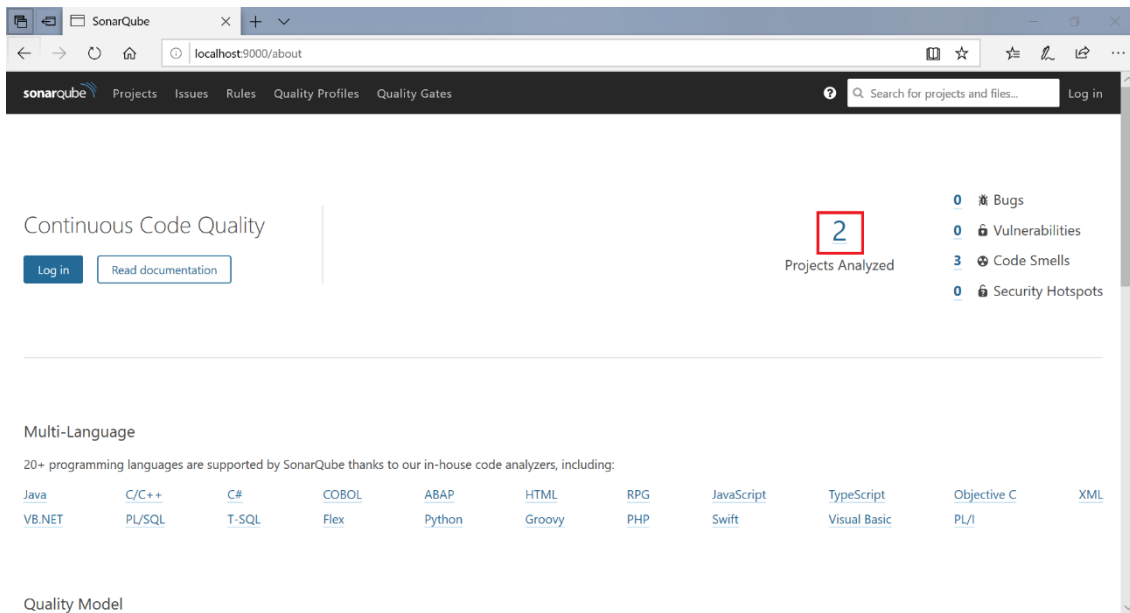 SonarQube
localhost:9000/about
sonarqube Projects Issues Rules Quality Profiles Quality Gates ? Search for projects and files... Log in
Continuous Code Quality
Log in Read documentation
2
Projects Analyzed
0 Bugs
0 Vulnerabilities
3 Code Smells
0 Security Hotspots
Multi-Language
20+ programming languages are supported by SonarQube thanks to our in-house code analyzers, including:
Java C/C++ C# COBOL ABAP HTML RPG JavaScript TypeScript Objective C XML
VB.NET PL/SQL T-SQL Flex Python Groovy PHP Swift Visual Basic PL/I
Quality Model